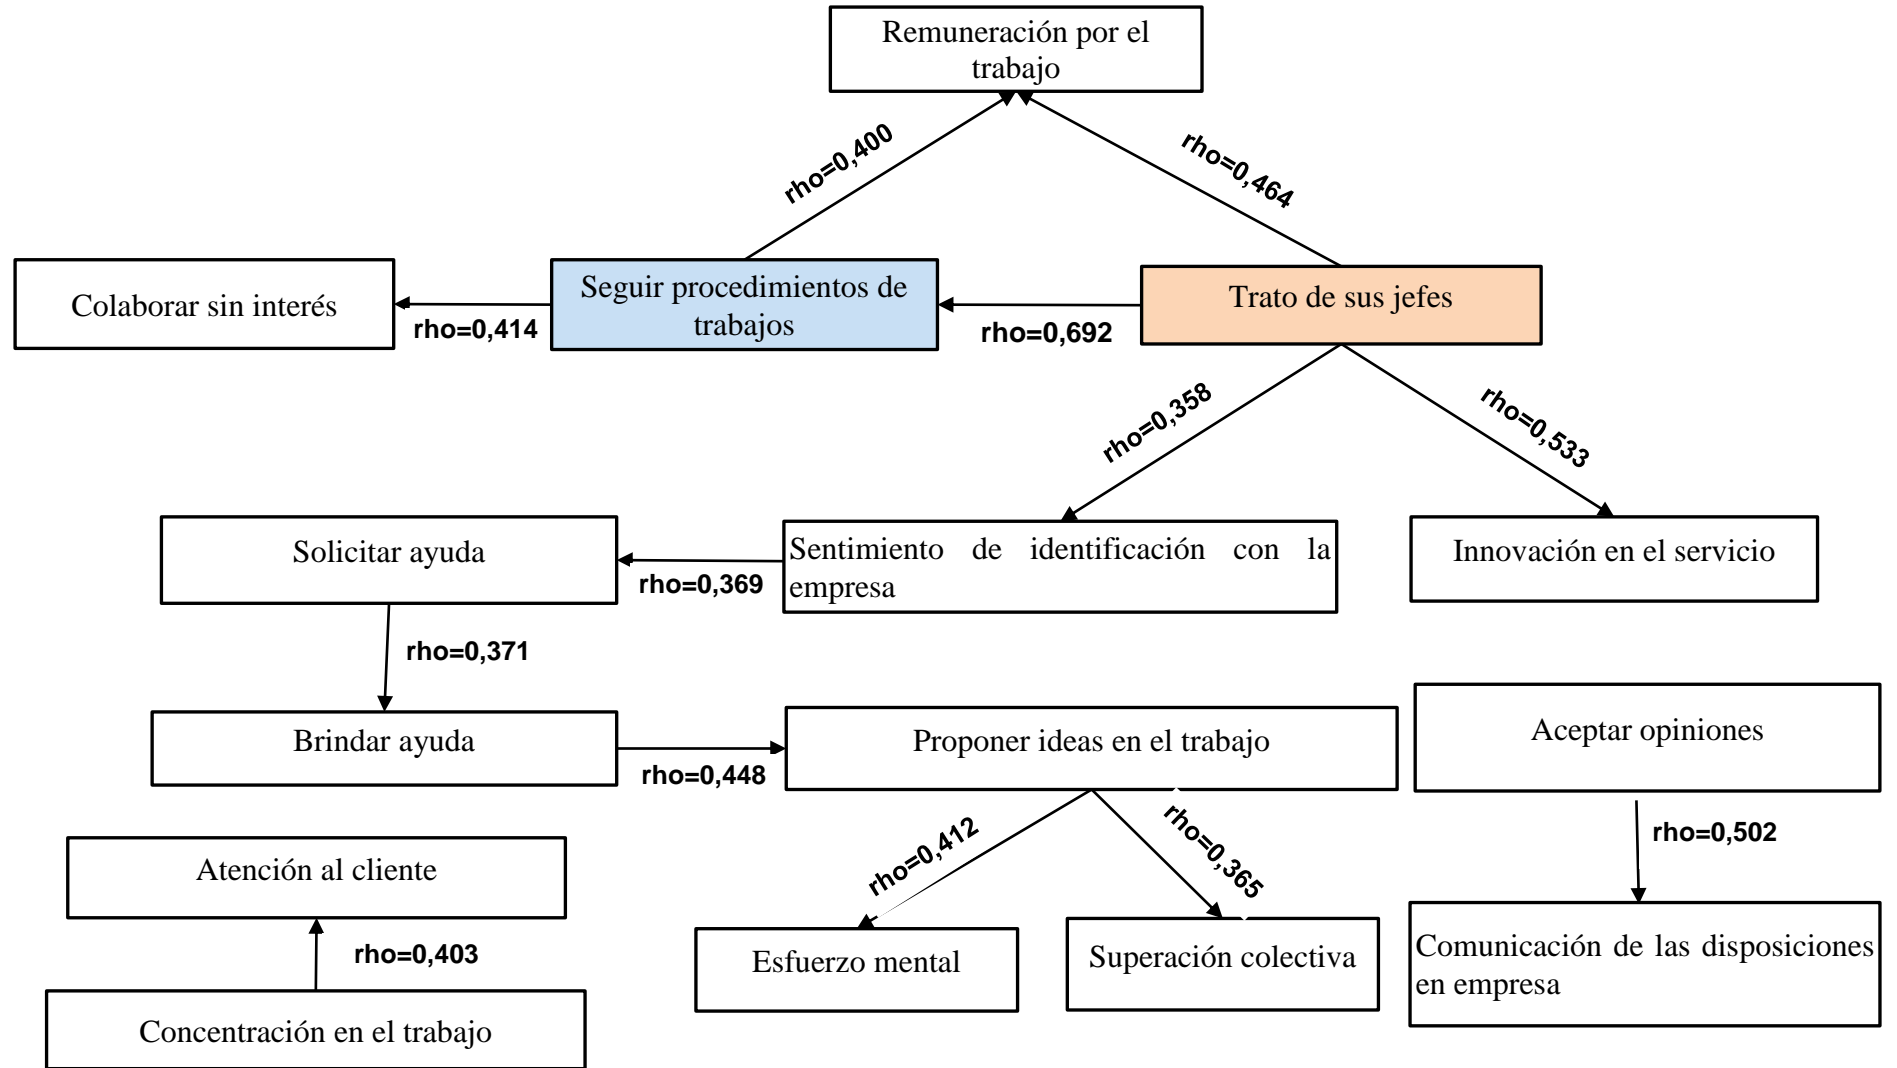 Remuneración por el
trabajo
rho=0,400
rho=0,464
Colaborar sin interés
rho=0,414
Seguir procedimientos de
trabajos
rho=0,692
Trato de sus jefes
rho=0,358
rho=0,533
Solicitar ayuda
rho=0,369
Sentimiento de identificación con la
empresa
Innovación en el servicio
rho=0,371
Brindar ayuda
rho=0,448
Proponer ideas en el trabajo
Aceptar opiniones
rho=0,412
rho=0,365
rho=0,502
Atención al cliente
rho=0,403
Concentración en el trabajo
Esfuerzo mental
Superación colectiva
Comunicación de las disposiciones
en empresa